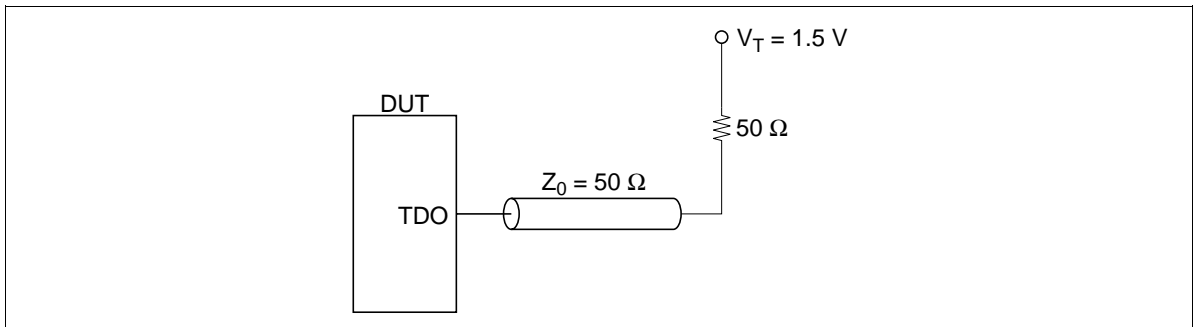 V_T = 1.5 V
DUT
50 Ω
Z_0 = 50 Ω
TDO